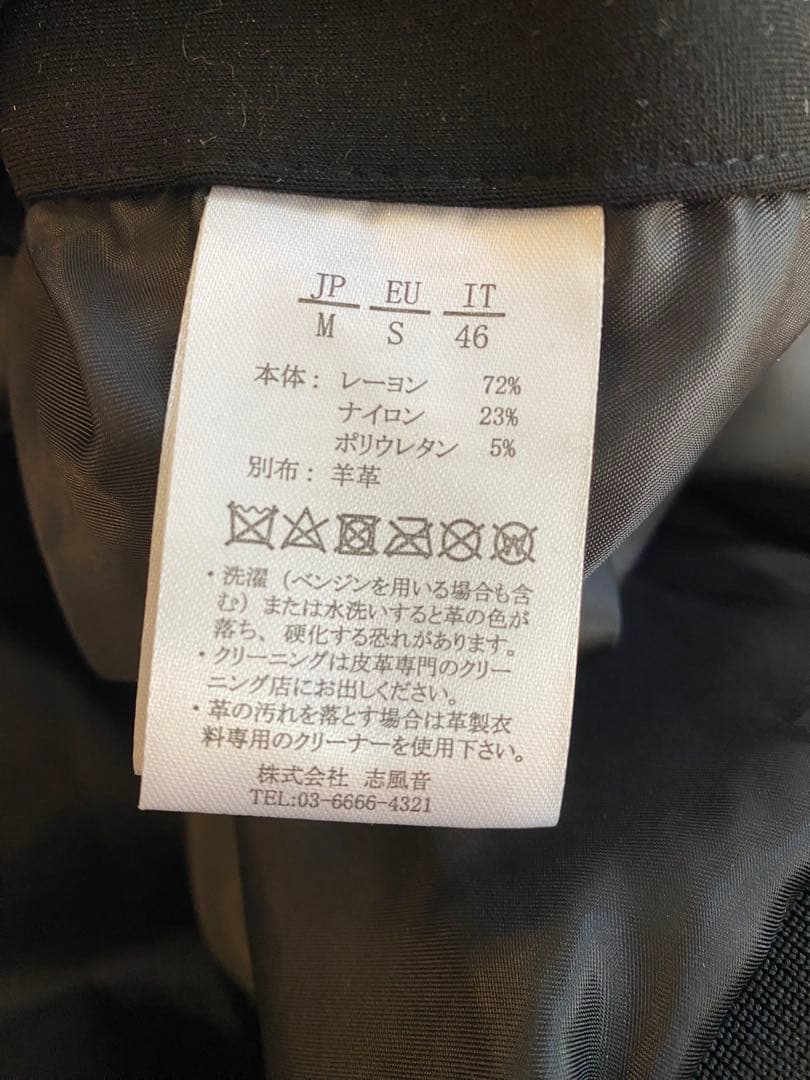 JP EU IT
M S 46
本体: レーヨン 72%
ナイロン 23%
ポリウレタン 5%
別布: 羊革
・洗濯（ベンジンを用いる場合も含
む）または水洗いすると革の色が
落ち、硬化する恐れがあります。
・クリーニングは皮革専門のクリー
ニング店にお出しください。
・革の汚れを落とす場合は革製衣
料専用のクリーナーを使用下さい。
株式会社 志風音
TEL:03-6666-4321